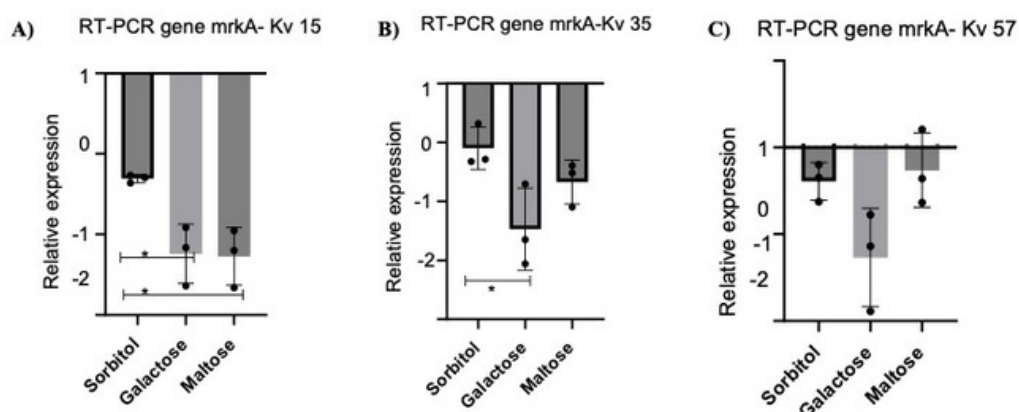 A) RT-PCR gene mrkA- Kv 15
Relative expression
1
0
-1
-2
*
*
Sorbitol
Galactose
Maltose
B) RT-PCR gene mrkA-Kv 35
Relative expression
1
0
-1
-2
*
Sorbitol
Galactose
Maltose
C) RT-PCR gene mrkA- Kv 57
Relative expression
1
0
-1
-2
Sorbitol
Galactose
Maltose